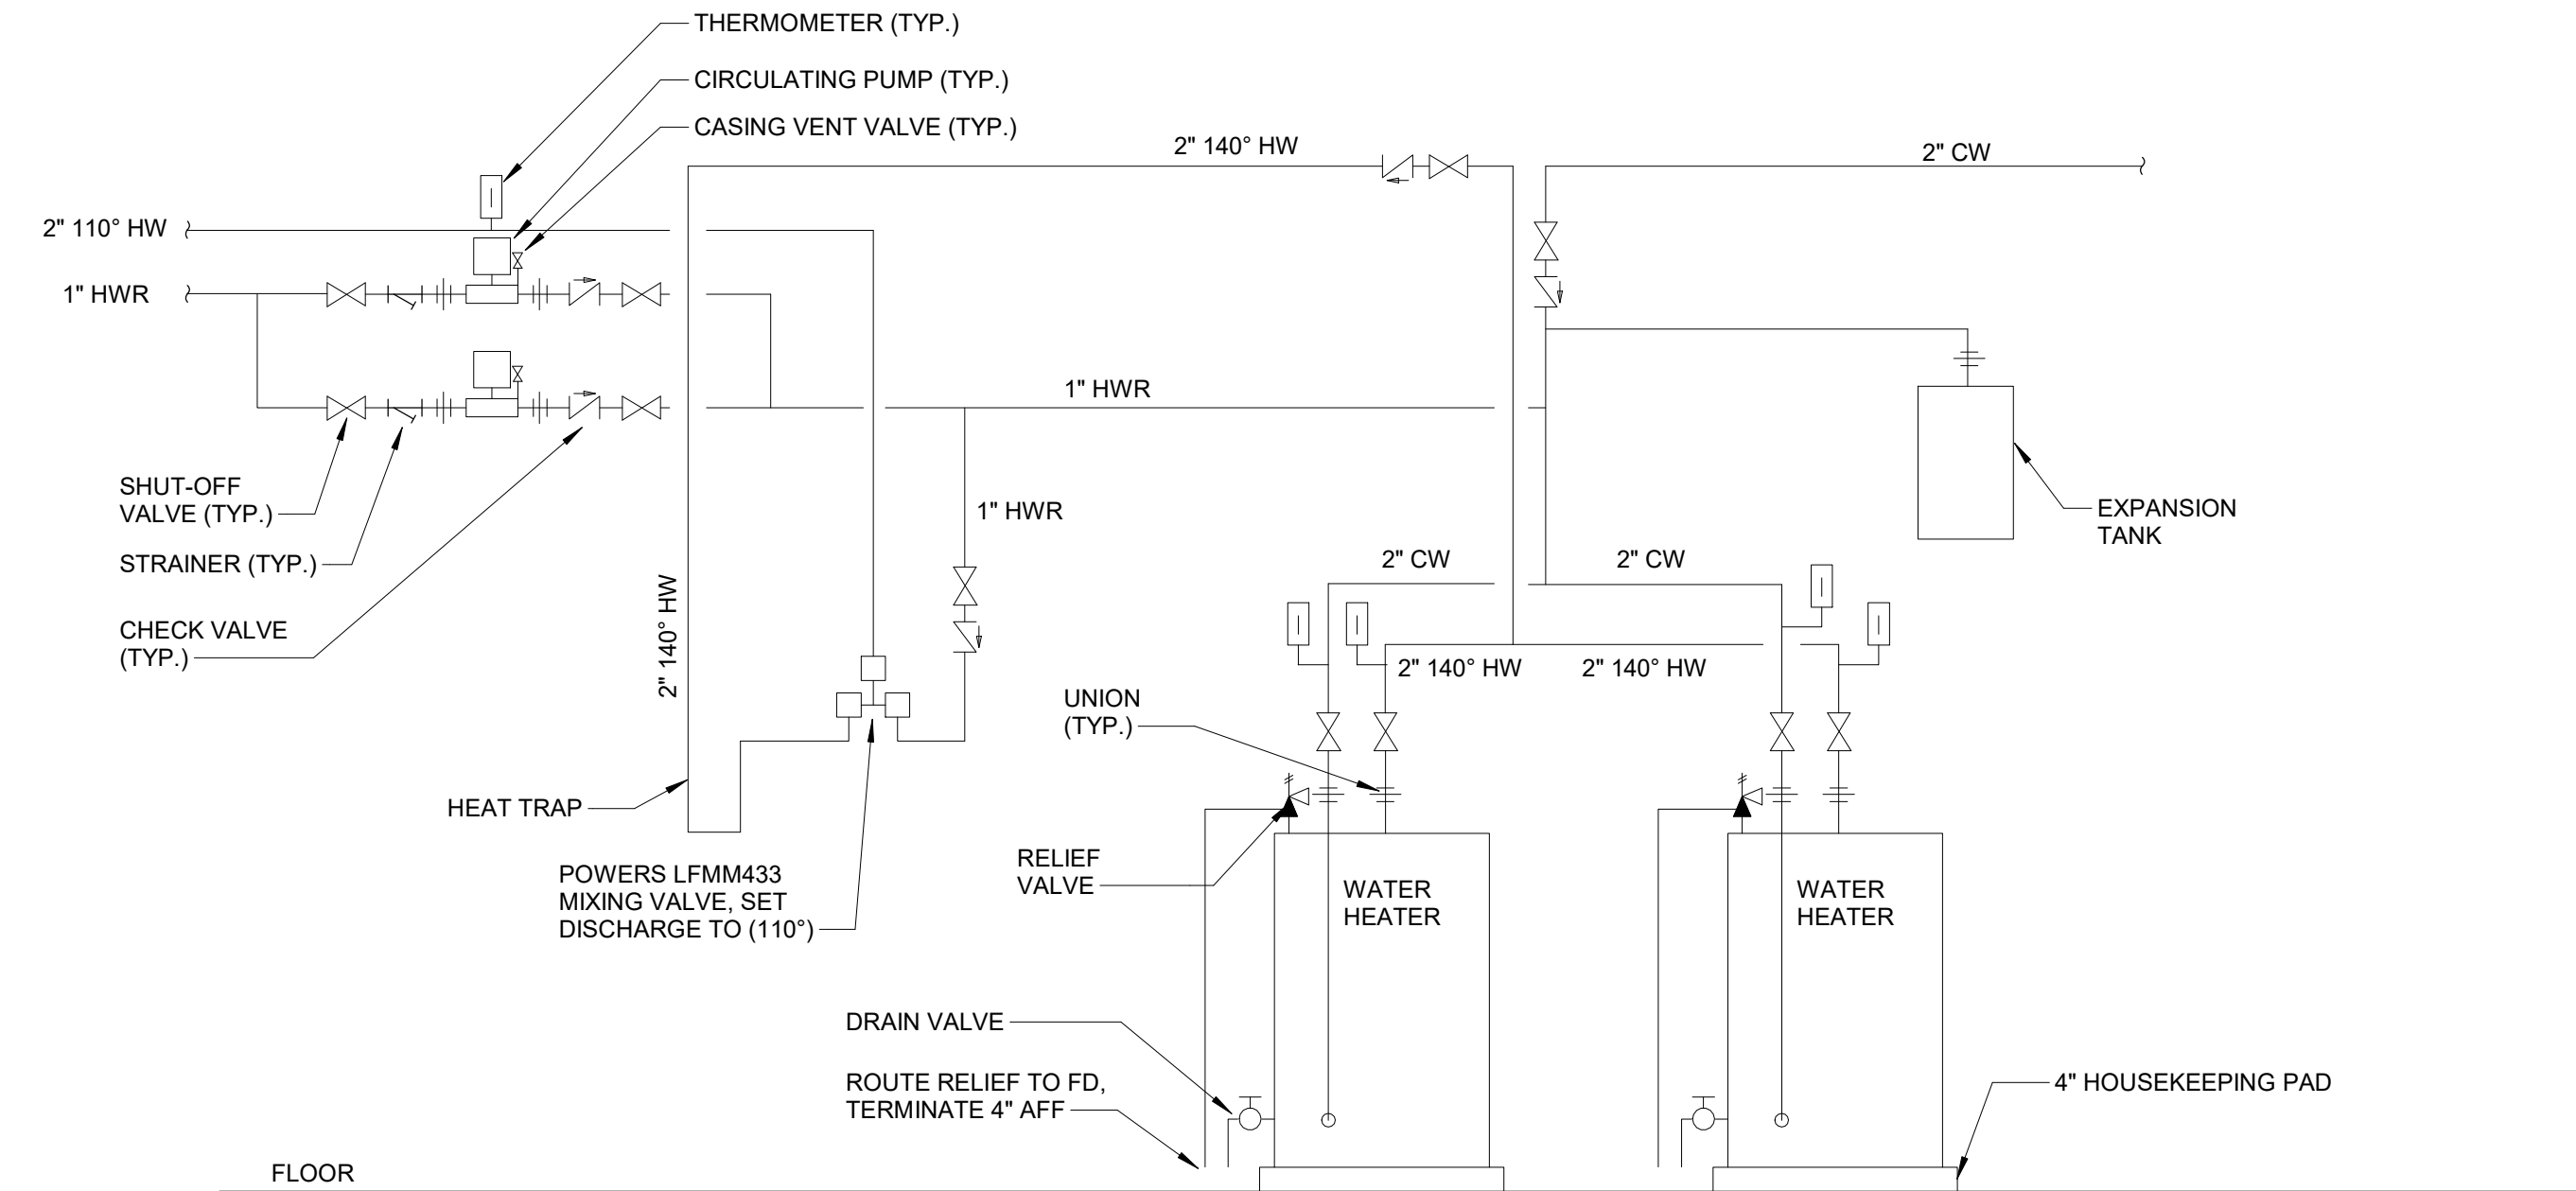 THERMOMETER (TYP.)
CIRCULATING PUMP (TYP.)
CASING VENT VALVE (TYP.)
2" 140° HW
2" CW
2" 110° HW
1" HWR
1" HWR
SHUT-OFF
VALVE (TYP.)
STRAINER (TYP.)
CHECK VALVE
(TYP.)
1" HWR
EXPANSION
TANK
2" CW
2" CW
2" 140° HW
2" 140° HW
2" 140° HW
UNION
(TYP.)
HEAT TRAP
POWERS LFMM433
MIXING VALVE, SET
DISCHARGE TO (110°)
RELIEF
VALVE
WATER
HEATER
WATER
HEATER
DRAIN VALVE
ROUTE RELIEF TO FD,
TERMINATE 4" AFF
4" HOUSEKEEPING PAD
FLOOR